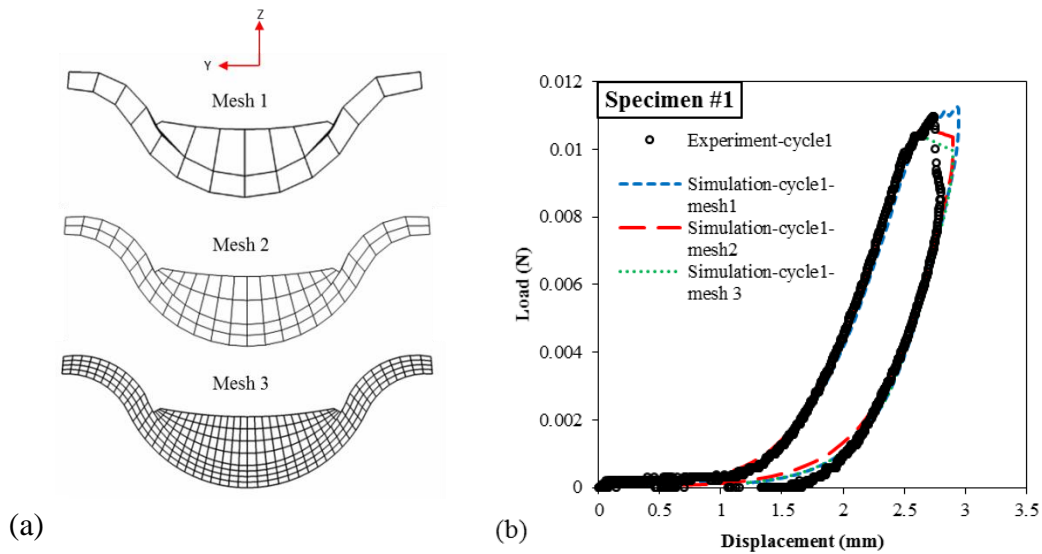 Z
Y
Mesh 1
Mesh 2
Mesh 3
(a)
Specimen #1
Experiment-cycle1
Simulation-cycle1-
mesh1
Simulation-cycle1-
mesh2
Simulation-cycle1-
mesh 3
Load (N)
0.012
0.01
0.008
0.006
0.004
0.002
0
0 0.5 1 1.5 2 2.5 3 3.5
Displacement (mm)
(b)